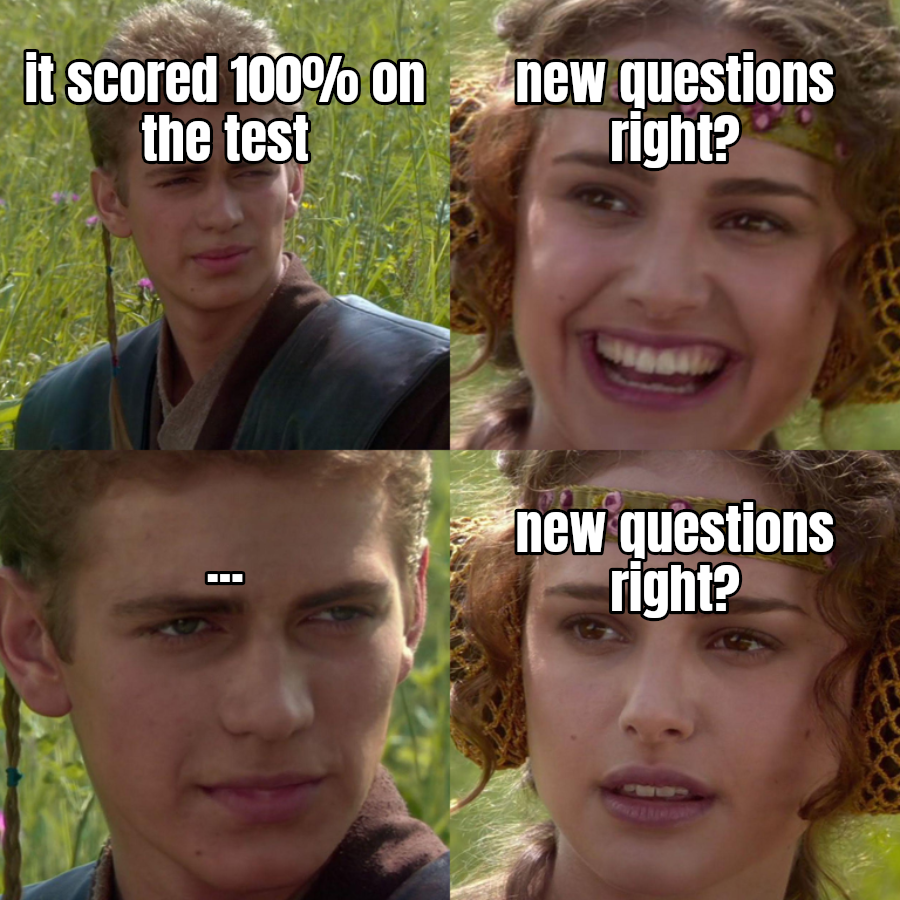 it scored 100% on
the test
new questions
right?
...
new questions
right?